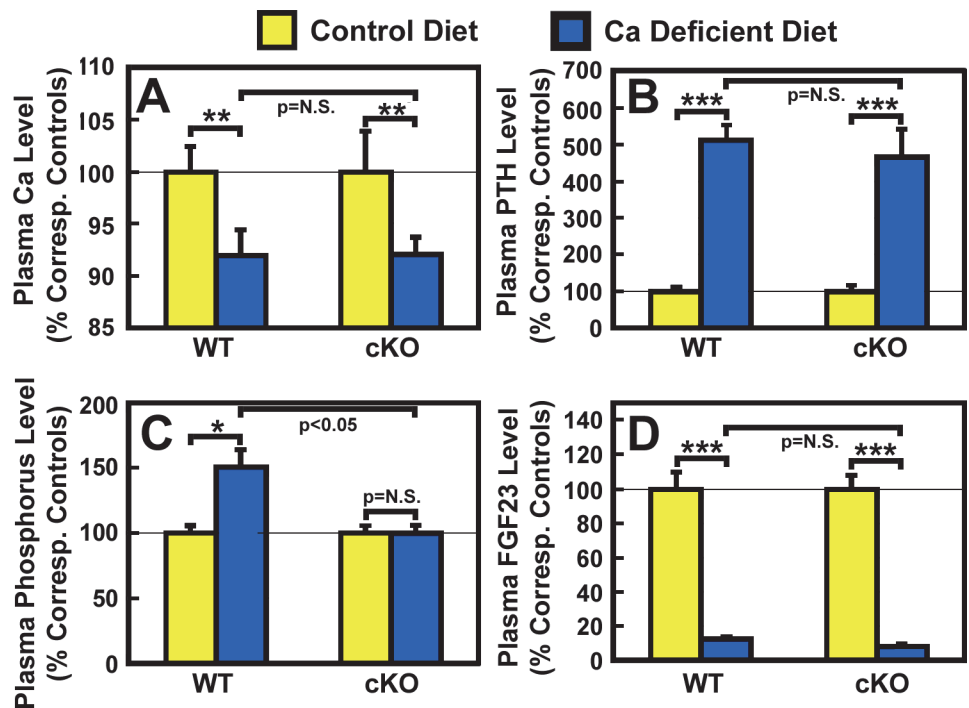 Control Diet
Ca Deficient Diet
A
Plasma Ca Level
(% Corresp. Controls)
110
105
100
95
90
85
**
p=N.S.
**
WT
cKO
B
Plasma PTH Level
(% Corresp. Controls)
700
600
500
400
300
200
100
0
***
p=N.S.
***
WT
cKO
C
Plasma Phosphorus Level
(% Corresp. Controls)
200
150
100
50
0
*
p<0.05
p=N.S.
WT
cKO
D
Plasma FGF23 Level
(% Corresp. Controls)
140
120
100
80
60
40
20
0
***
p=N.S.
***
WT
cKO